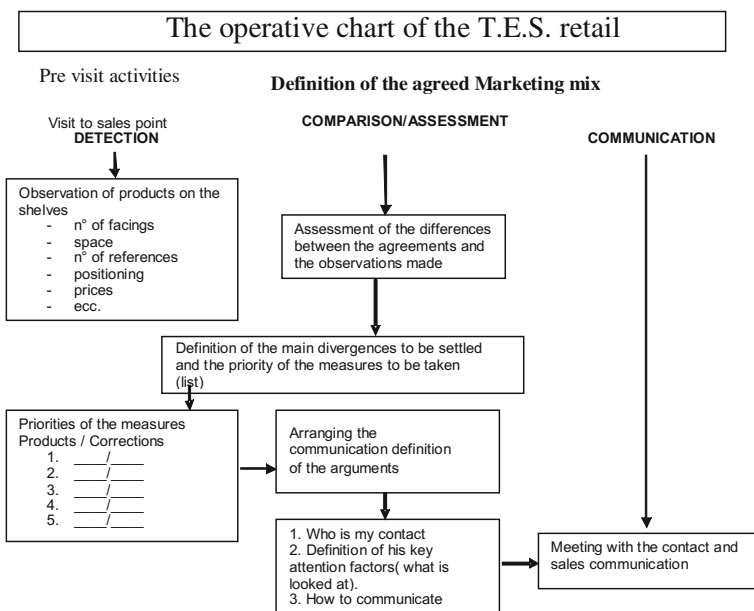 The operative chart of the T.E.S. retail
Pre visit activities
Definition of the agreed Marketing mix
Visit to sales point
DETECTION
COMPARISON/ASSESSMENT
COMMUNICATION
Observation of products on the
shelves
- n° of facings
- space
- n° of references
- positioning
- prices
- ecc.
Assessment of the differences
between the agreements and
the observations made
Definition of the main divergences to be settled
and the priority of the measures to be taken
(list)
Priorities of the measures
Products / Corrections
1. ____/____
2. ____/____
3. ____/____
4. ____/____
5. ____/____
Arranging the
communication definition
of the arguments
1. Who is my contact
2. Definition of his key
attention factors( what is
looked at).
3. How to communicate
Meeting with the contact and
sales communication